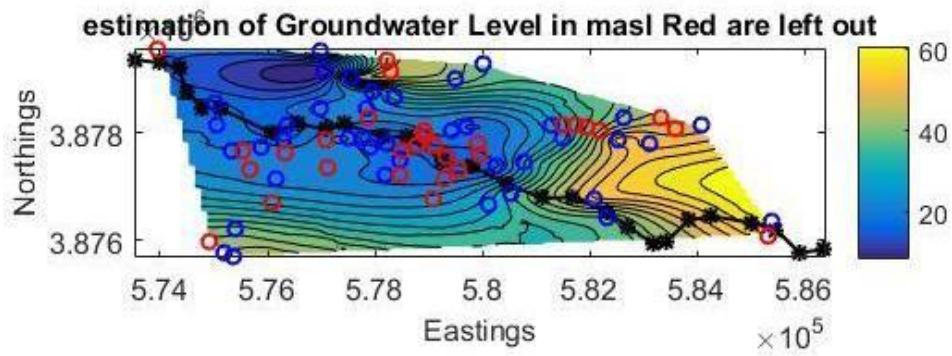 estimation of Groundwater Level in masl Red are left out
3.878
3.876
Northings
5.74 5.76 5.78 5.8 5.82 5.84 5.86
Eastings
×10⁵
60
40
20